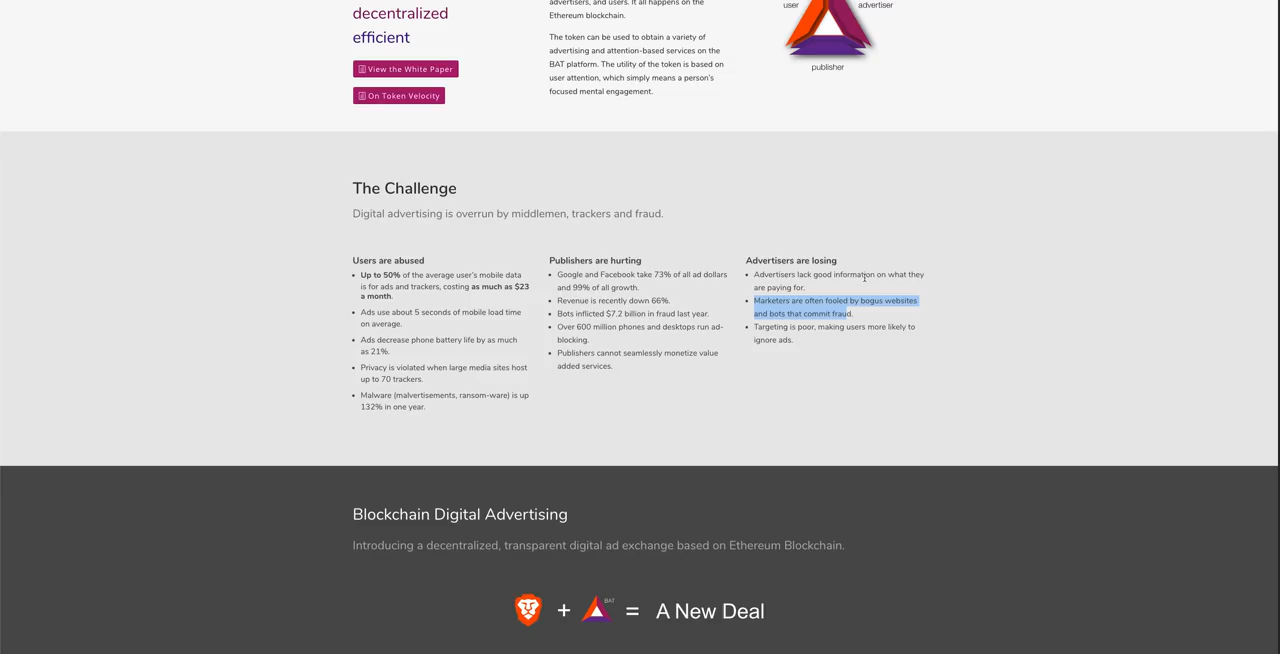 decentralized
efficient
View the White Paper
On Token Velocity
advertisers, and users. It all happens on the
Ethereum blockchain.
The token can be used to obtain a variety of
advertising and attention-based services on the
BAT platform. The utility of the token is based on
user attention, which simply means a person's
focused mental engagement.
user
advertiser
publisher
The Challenge
Digital advertising is overrun by middlemen, trackers and fraud.
Users are abused
Up to 50% of the average user's mobile data
is for ads and trackers, costing as much as $23
a month.
Ads use about 5 seconds of mobile load time
on average.
Ads decrease phone battery life by as much
as 21%.
Privacy is violated when large media sites host
up to 70 trackers.
Malware (malvertisements, ransom-ware) is up
132% in one year.
Publishers are hurting
Google and Facebook take 73% of all ad dollars
and 99% of all growth.
Revenue is recently down 66%.
Bots inflicted $7.2 billion in fraud last year.
Over 600 million phones and desktops run ad-
blocking.
Publishers cannot seamlessly monetize value
added services.
Advertisers are losing
Advertisers lack good information on what they
are paying for.
Marketers are often fooled by bogus websites
and bots that commit fraud.
Targeting is poor, making users more likely to
ignore ads.
Blockchain Digital Advertising
Introducing a decentralized, transparent digital ad exchange based on Ethereum Blockchain.
+ BAT = A New Deal